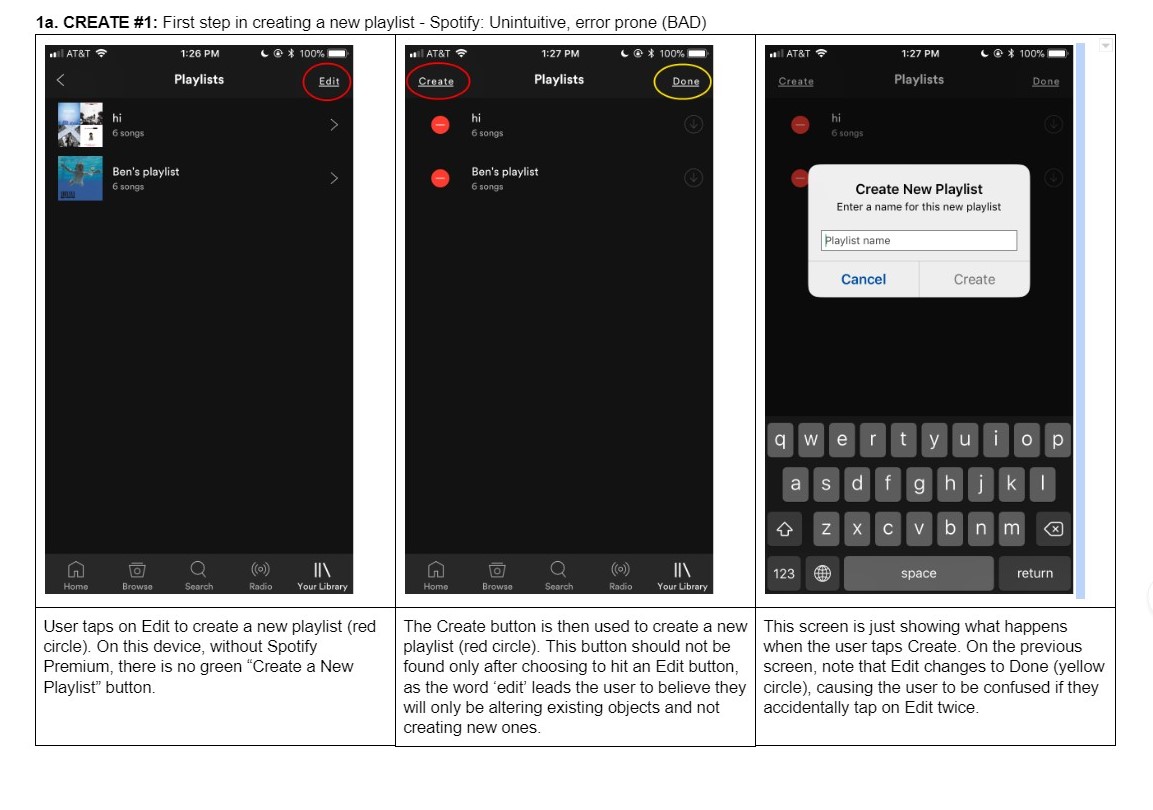 1a. CREATE #1: First step in creating a new playlist - Spotify: Unintuitive, error prone (BAD)
AT&T 1:26 PM 100%
Playlists Edit
hi
6 songs
Ben's playlist
6 songs
Home Browse Search Radio Your Library
AT&T 1:27 PM 100%
Create Playlists Done
hi
6 songs
Ben's playlist
6 songs
Home Browse Search Radio Your Library
AT&T 1:27 PM 100%
Create Playlists Done
hi
6 songs
Create New Playlist
Enter a name for this new playlist
Playlist name
Cancel Create
q w e r t y u i o p
a s d f g h j k l
z x c v b n m
123 space return
User taps on Edit to create a new playlist (red
circle). On this device, without Spotify
Premium, there is no green “Create a New
Playlist” button.
The Create button is then used to create a new
playlist (red circle). This button should not be
found only after choosing to hit an Edit button,
as the word ‘edit’ leads the user to believe they
will only be altering existing objects and not
creating new ones.
This screen is just showing what happens
when the user taps Create. On the previous
screen, note that Edit changes to Done (yellow
circle), causing the user to be confused if they
accidentally tap on Edit twice.